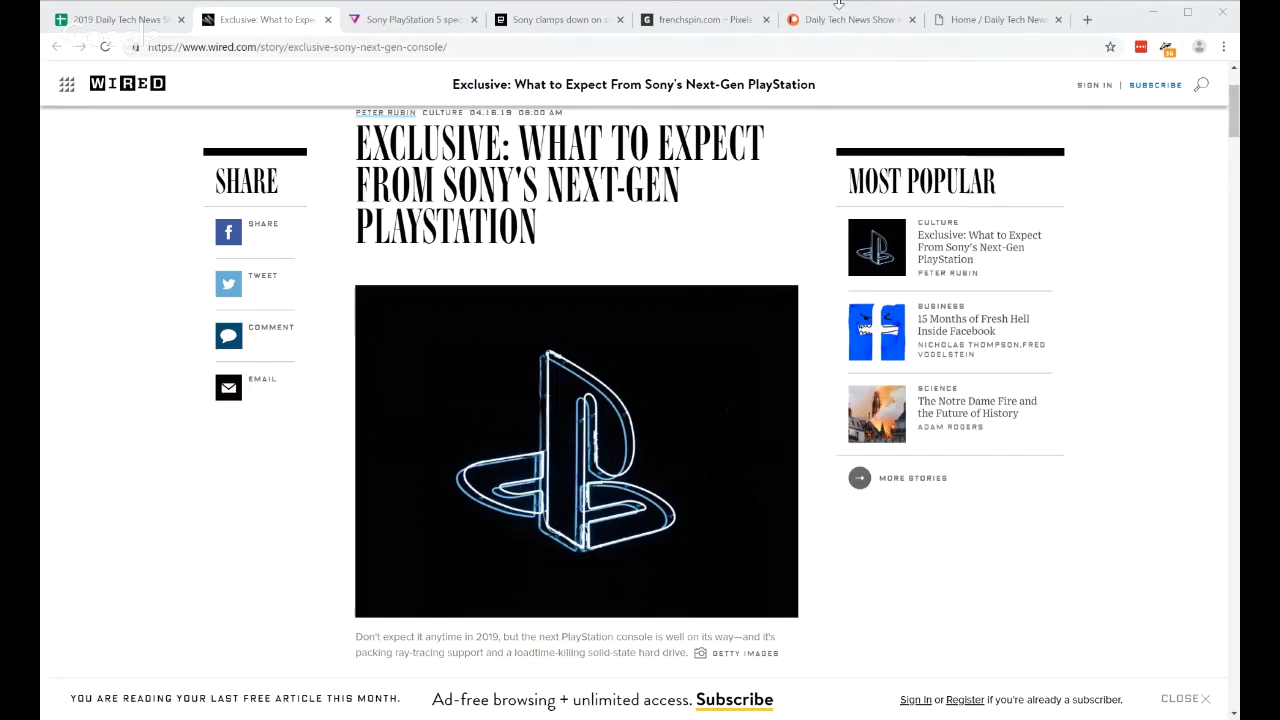 2019 Daily Tech News S
Exclusive: What to Expe
Sony PlayStation 5 spec
Sony clamps down on s
frenchspin.com – Pixels
Daily Tech News Show
Home / Daily Tech New
https://www.wired.com/story/exclusive-sony-next-gen-console/
36
WIRED
Exclusive: What to Expect From Sony's Next-Gen PlayStation
SIGN IN | SUBSCRIBE
PETER RUBIN CULTURE 04.16.19 08:00 AM
EXCLUSIVE: WHAT TO EXPECT
FROM SONY'S NEXT-GEN
PLAYSTATION
SHARE
SHARE
TWEET
COMMENT
EMAIL
Don't expect it anytime in 2019, but the next PlayStation console is well on its way—and it's
packing ray-tracing support and a loadtime-killing solid-state hard drive. GETTY IMAGES
MOST POPULAR
CULTURE
Exclusive: What to Expect
From Sony's Next-Gen
PlayStation
PETER RUBIN
BUSINESS
15 Months of Fresh Hell
Inside Facebook
NICHOLAS THOMPSON,FRED
VOGELSTEIN
SCIENCE
The Notre Dame Fire and
the Future of History
ADAM ROGERS
MORE STORIES
YOU ARE READING YOUR LAST FREE ARTICLE THIS MONTH.
Ad-free browsing + unlimited access. Subscribe
Sign In or Register if you're already a subscriber.
CLOSE